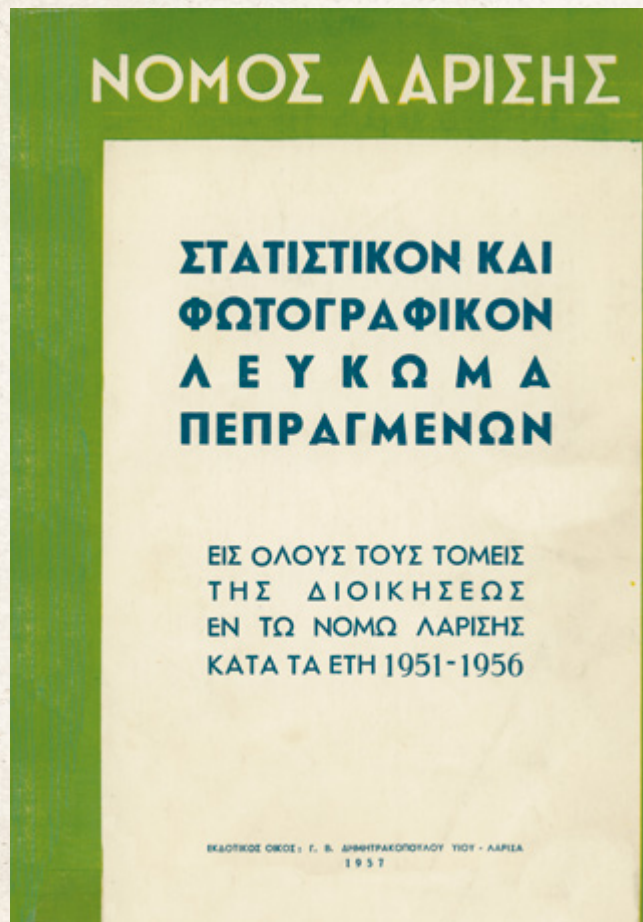 ΝΟΜΟΣ ΛΑΡΙΣΗΣ
ΣΤΑΤΙΣΤΙΚΟΝ ΚΑΙ
ΦΩΤΟΓΡΑΦΙΚΟΝ
ΛΕΥΚΩΜΑ
ΠΕΠΡΑΓΜΕΝΩΝ
ΕΙΣ ΟΛΟΥΣ ΤΟΥΣ ΤΟΜΕΙΣ
ΤΗΣ ΔΙΟΙΚΗΣΕΩΣ
ΕΝ ΤΩ ΝΟΜΩ ΛΑΡΙΣΗΣ
ΚΑΤΑ ΤΑ ΕΤΗ 1951-1956
ΕΚΔΟΤΙΚΟΣ ΟΙΚΟΣ: Γ. Β. ΔΗΜΗΤΡΑΚΟΠΟΥΛΟΥ ΥΙΟΥ - ΛΑΡΙΣΑ
1957